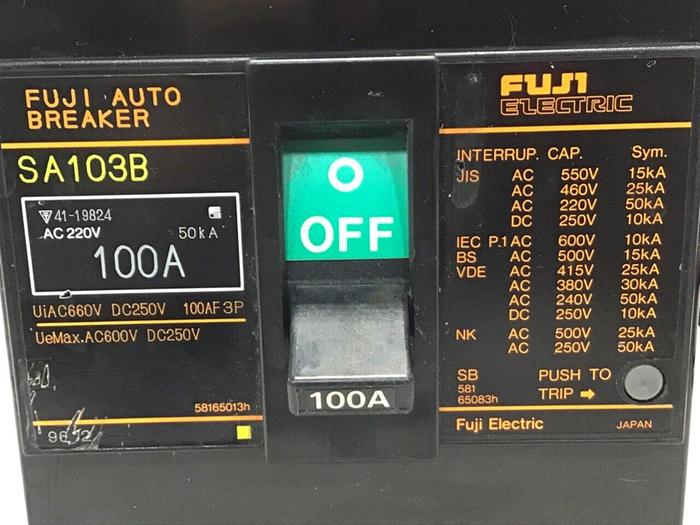 FUJI AUTO
BREAKER
SA103B
41-19824
AC 220V 50kA
100A
UiAC660V DC250V 100AF 3P
UeMax.AC600V DC250V
58165013h
O
OFF
100A
FUJI
ELECTRIC
INTERRUP. CAP. Sym.
JIS AC 550V 15kA
AC 460V 25kA
AC 220V 50kA
DC 250V 10kA
IEC P.1 AC 600V 10kA
BS AC 500V 15kA
VDE AC 415V 25kA
AC 380V 30kA
AC 240V 50kA
DC 250V 10kA
NK AC 500V 25kA
AC 250V 50kA
SB PUSH TO
581
65083h TRIP ➡
Fuji Electric JAPAN